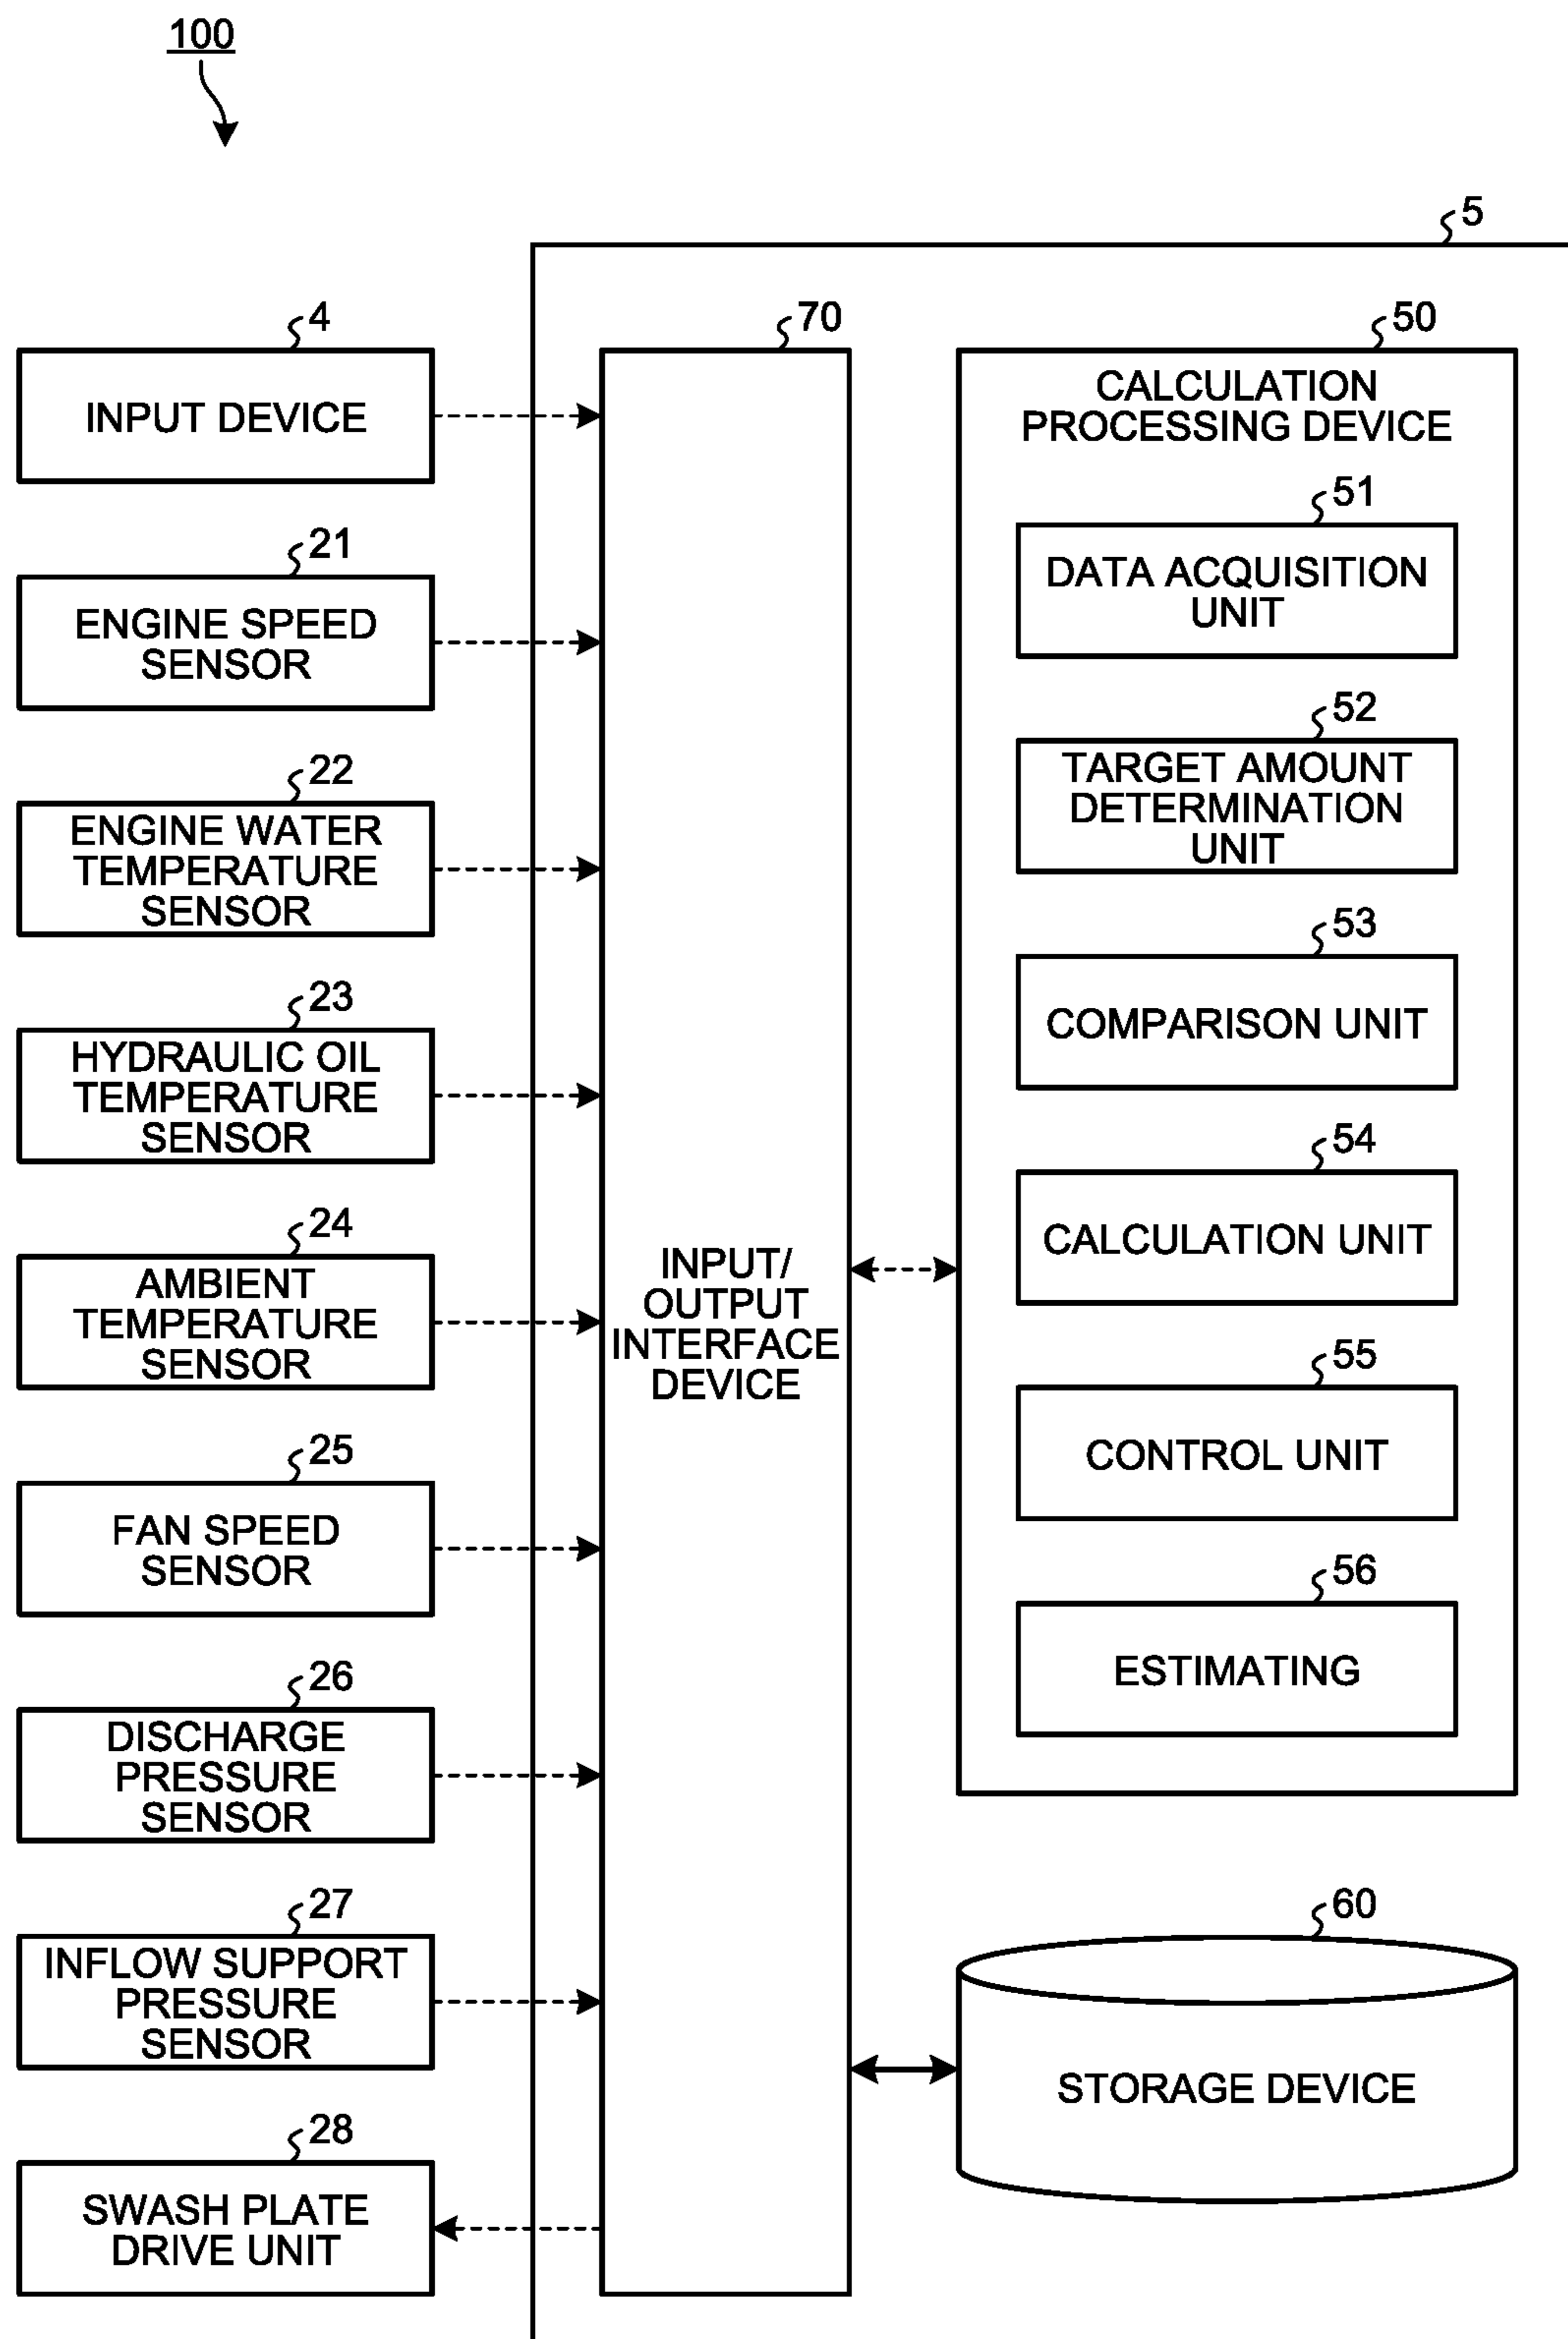 100
5
4
INPUT DEVICE
21
ENGINE SPEED
SENSOR
22
ENGINE WATER
TEMPERATURE
SENSOR
23
HYDRAULIC OIL
TEMPERATURE
SENSOR
24
AMBIENT
TEMPERATURE
SENSOR
25
FAN SPEED
SENSOR
26
DISCHARGE
PRESSURE
SENSOR
27
INFLOW SUPPORT
PRESSURE
SENSOR
28
SWASH PLATE
DRIVE UNIT
70
INPUT/
OUTPUT
INTERFACE
DEVICE
50
CALCULATION
PROCESSING DEVICE
51
DATA ACQUISITION
UNIT
52
TARGET AMOUNT
DETERMINATION
UNIT
53
COMPARISON UNIT
54
CALCULATION UNIT
55
CONTROL UNIT
56
ESTIMATING
60
STORAGE DEVICE